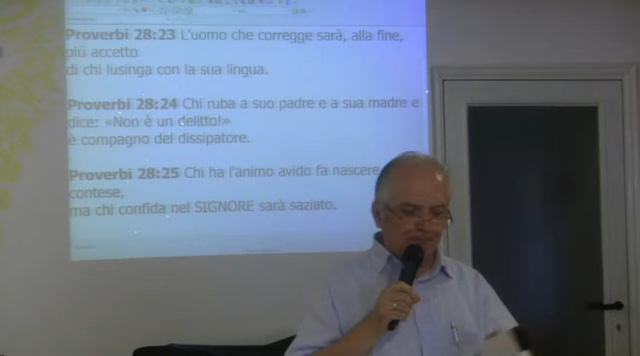 Proverbi 28:23 L'uomo che corregge sarà, alla fine,
più accetto
di chi lusinga con la sua lingua.
Proverbi 28:24 Chi ruba a suo padre e a sua madre e
dice: «Non è un delitto!»
è compagno del dissipatore.
Proverbi 28:25 Chi ha l'animo avido fa nascere
contese,
ma chi confida nel SIGNORE sarà saziato.